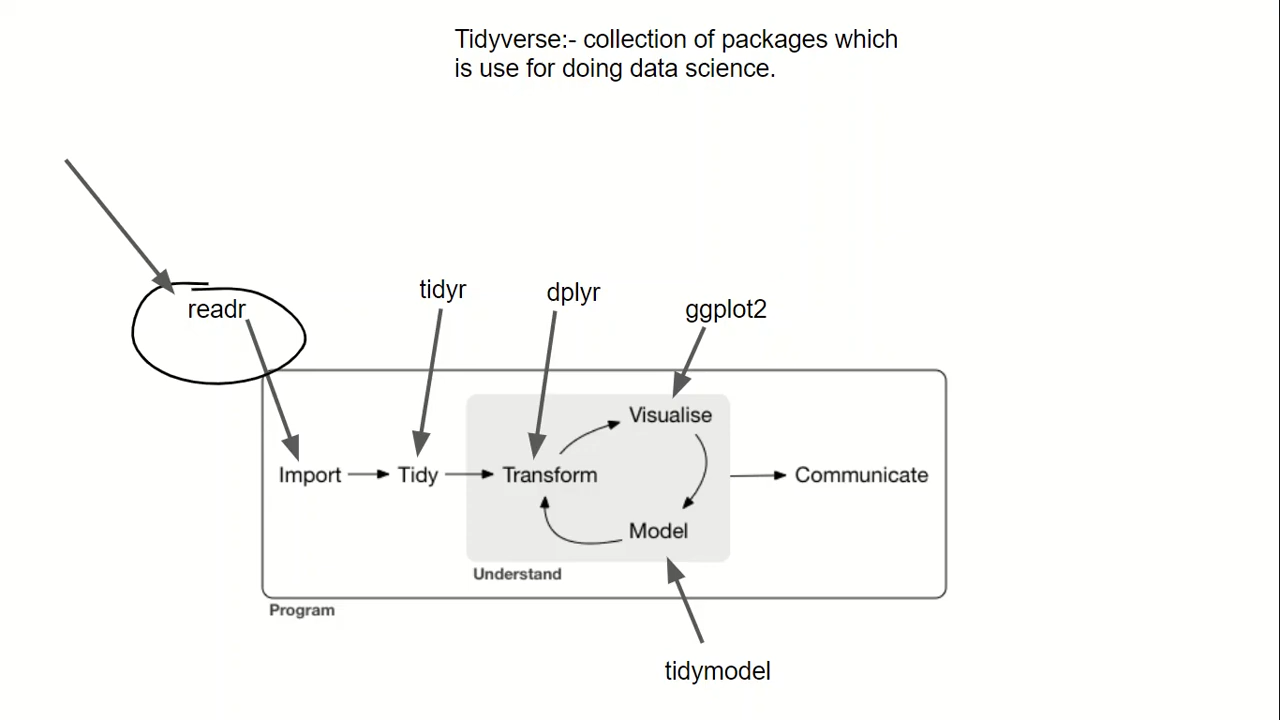 Tidyverse:- collection of packages which
is use for doing data science.
readr
tidyr
dplyr
ggplot2
Visualise
Import
Tidy
Transform
Communicate
Model
Understand
Program
tidymodel